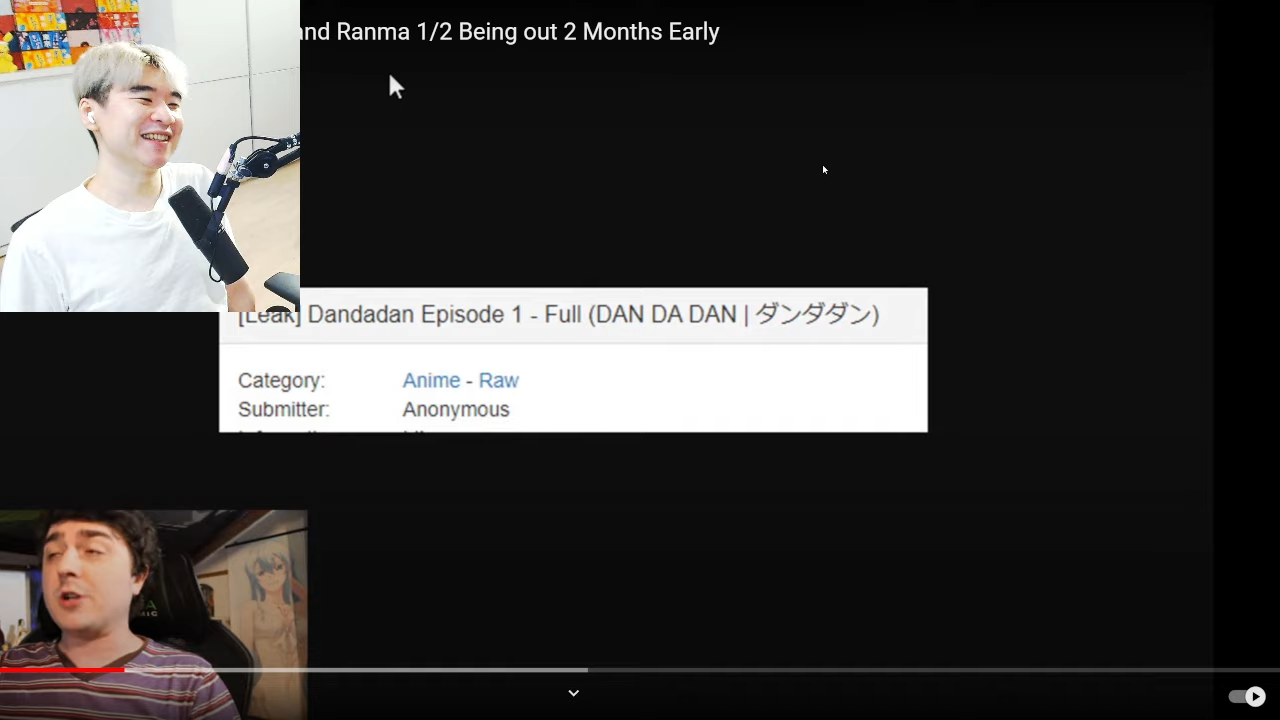 and Ranma 1/2 Being out 2 Months Early
[Leak] Dandadan Episode 1 - Full (DAN DA DAN | ダンダダン)
Category: Anime - Raw
Submitter: Anonymous